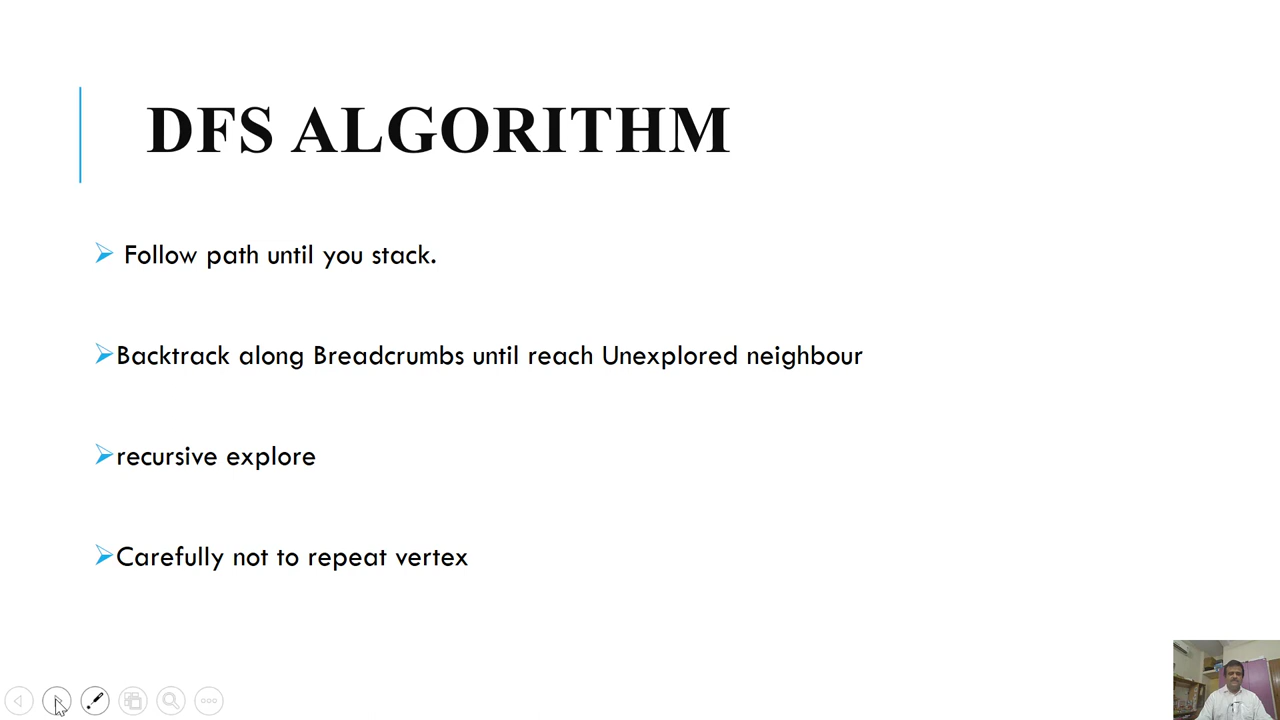 DFS ALGORITHM
Follow path until you stack.
Backtrack along Breadcrumbs until reach Unexplored neighbour
recursive explore
Carefully not to repeat vertex